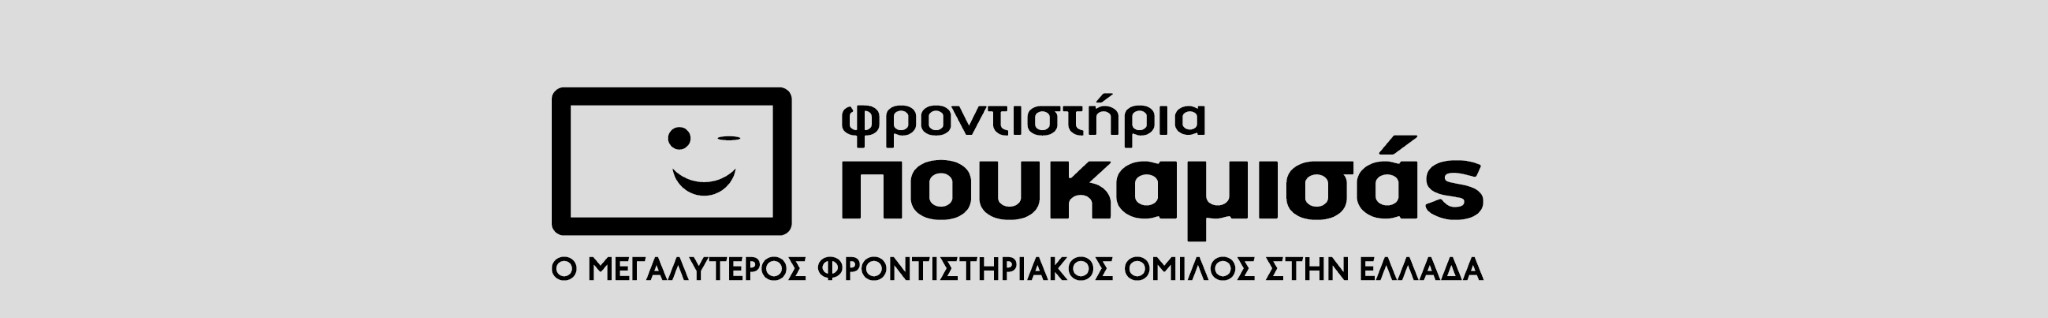 φροντιστήρια
πουκαμισάς
Ο ΜΕΓΑΛΥΤΕΡΟΣ ΦΡΟΝΤΙΣΤΗΡΙΑΚΟΣ ΟΜΙΛΟΣ ΣΤΗΝ ΕΛΛΑΔΑ